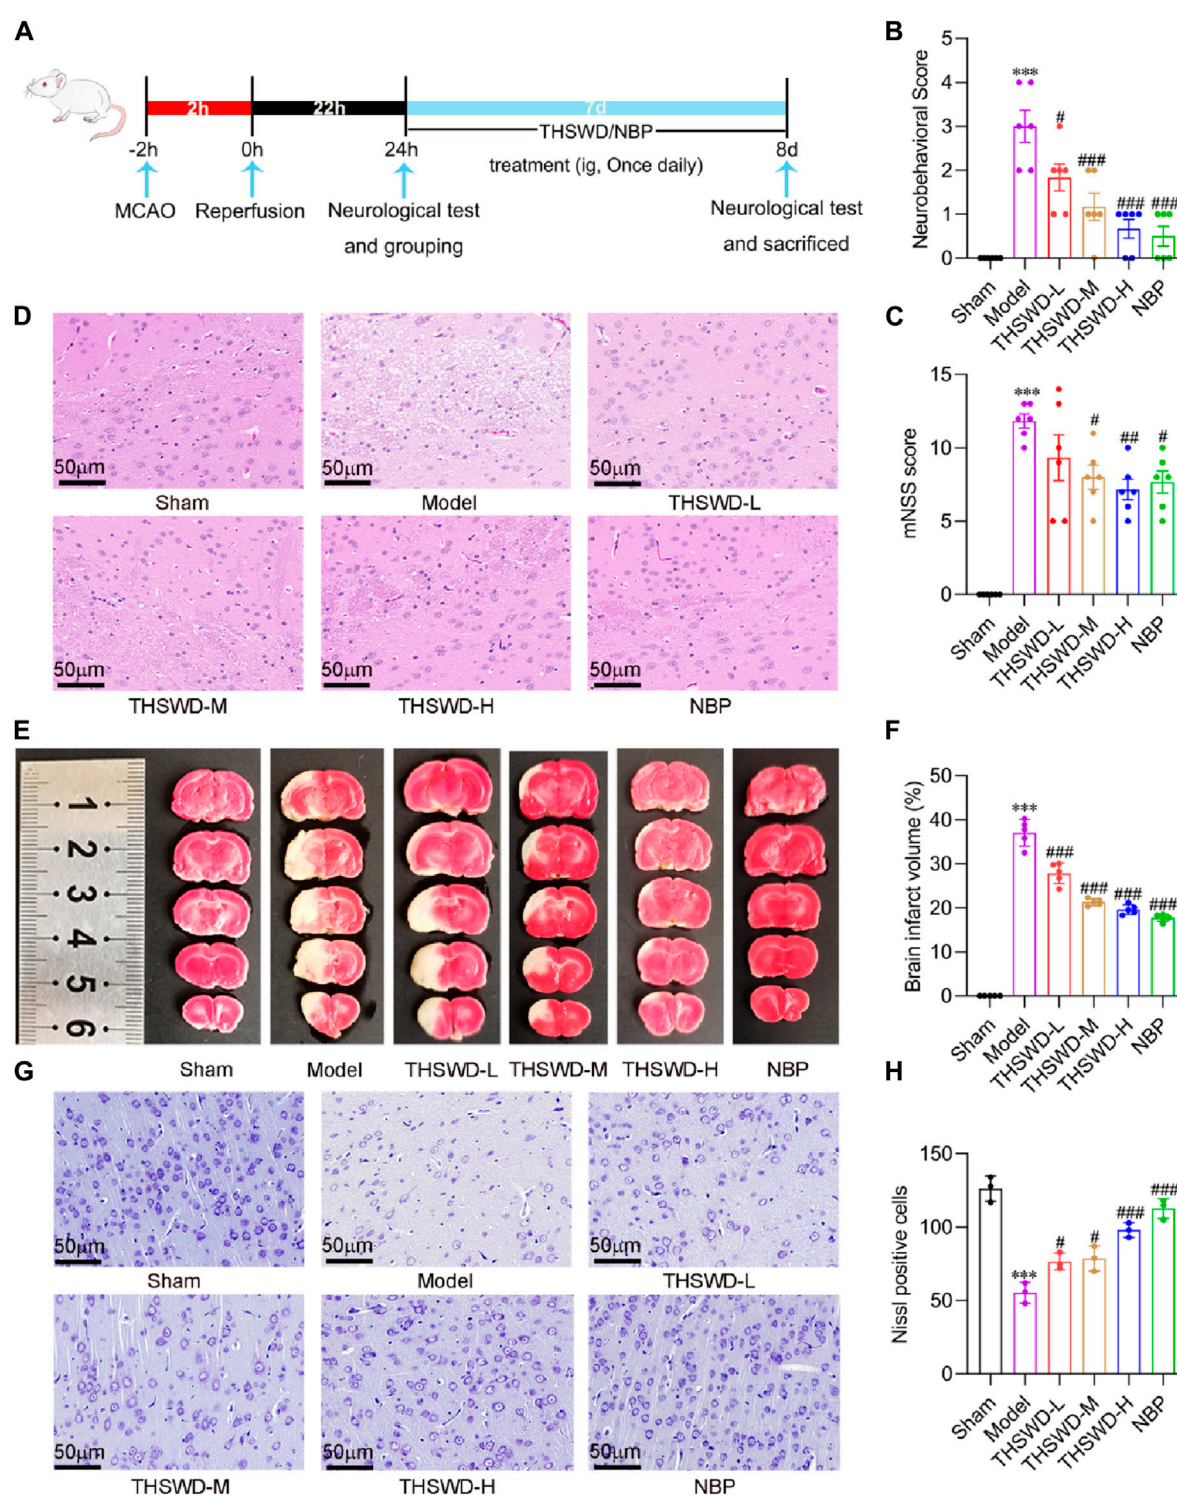 A
2h
22h
7d
THSWD/NBP
-2h
0h
24h
treatment (ig, Once daily)
8d
MCAO
Reperfusion
Neurological test
and grouping
Neurological test
and sacrificed
B
Neurobehavioral Score
5
4
3
2
1
0
***
#
###
###
###
Sham
Model
THSWD-L
THSWD-M
THSWD-H
NBP
C
mNSS score
15
10
5
0
***
#
##
#
Sham
Model
THSWD-L
THSWD-M
THSWD-H
NBP
D
50μm
50μm
50μm
Sham
Model
THSWD-L
50μm
50μm
50μm
THSWD-M
THSWD-H
NBP
E
1
2
3
4
5
6
Sham
Model
THSWD-L
THSWD-M
THSWD-H
NBP
F
Brain infarct volume (%)
50
40
30
20
10
0
***
###
###
###
###
Sham
Model
THSWD-L
THSWD-M
THSWD-H
NBP
G
50μm
50μm
50μm
Sham
Model
THSWD-L
50μm
50μm
50μm
THSWD-M
THSWD-H
NBP
H
Nissl positive cells
150
100
50
0
***
#
#
###
###
Sham
Model
THSWD-L
THSWD-M
THSWD-H
NBP